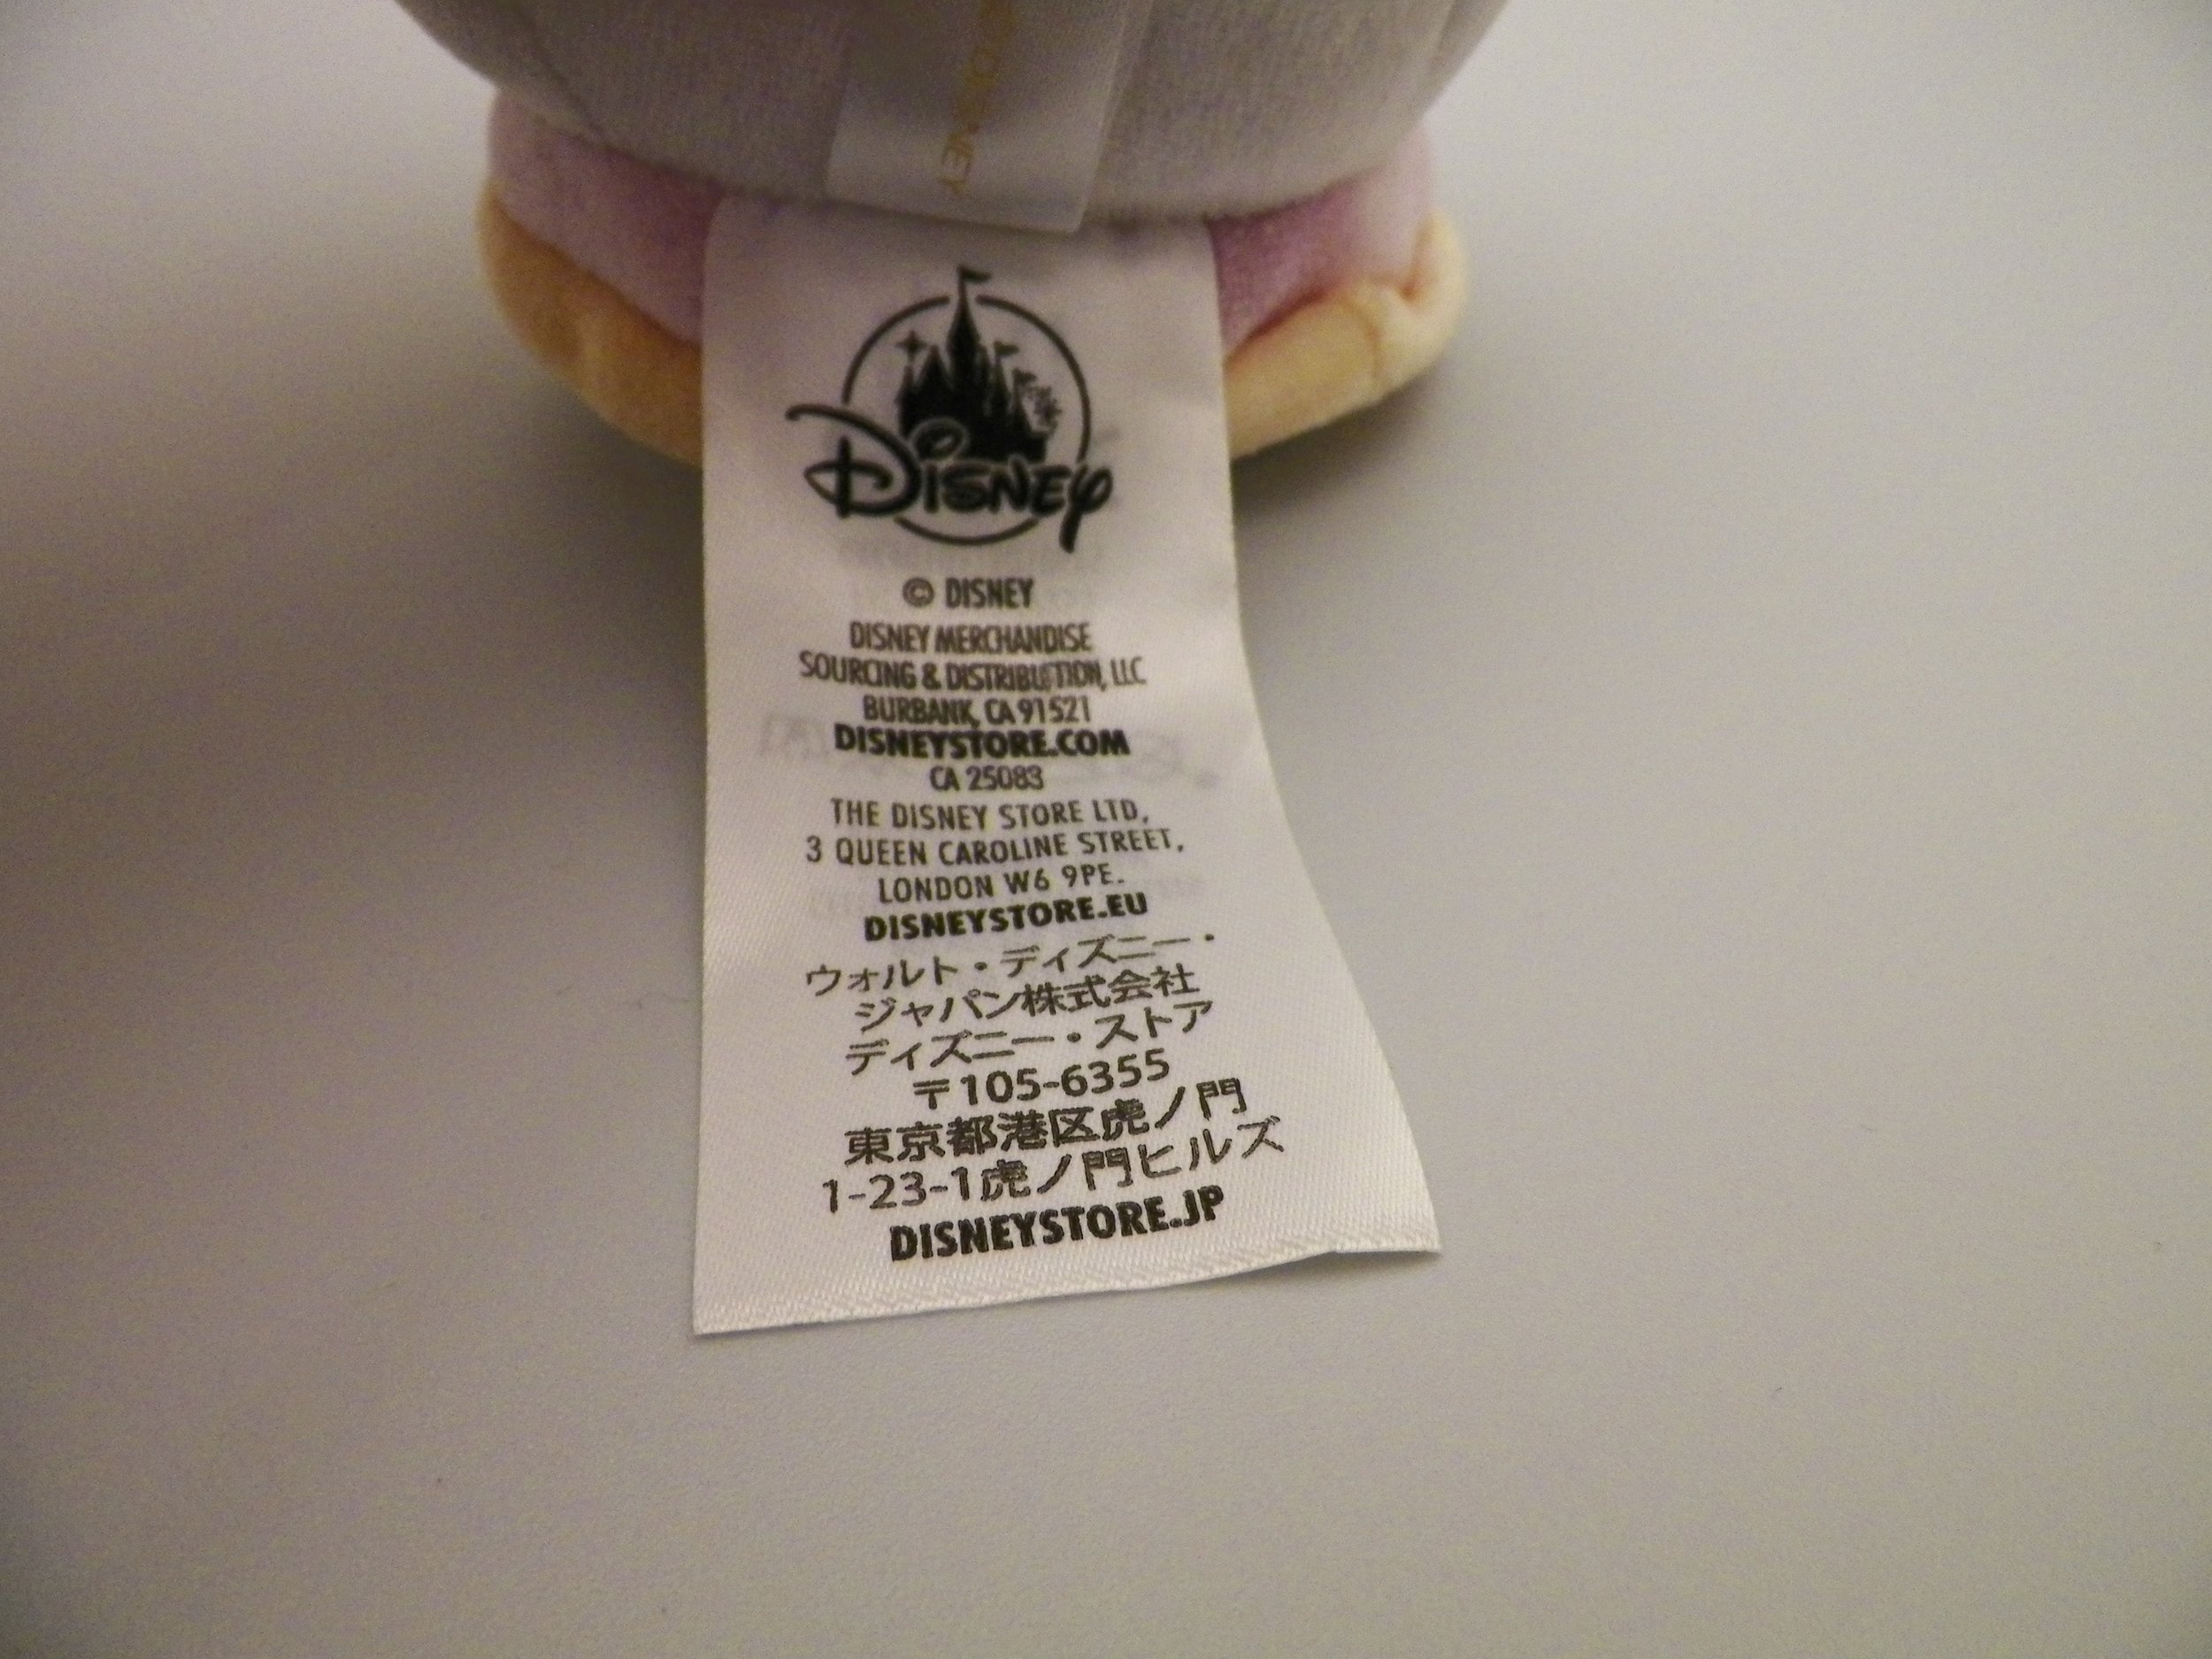 DISNEY
Disney
© DISNEY
DISNEY MERCHANDISE
SOURCING & DISTRIBUTION, LLC
BURBANK, CA 91521
DISNEYSTORE.COM
CA 25083
THE DISNEY STORE LTD,
3 QUEEN CAROLINE STREET,
LONDON W6 9PE.
DISNEYSTORE.EU
ウォルト・ディズニー・
ジャパン株式会社
ディズニー・ストア
〒105-6355
東京都港区虎ノ門
1-23-1虎ノ門ヒルズ
DISNEYSTORE.JP